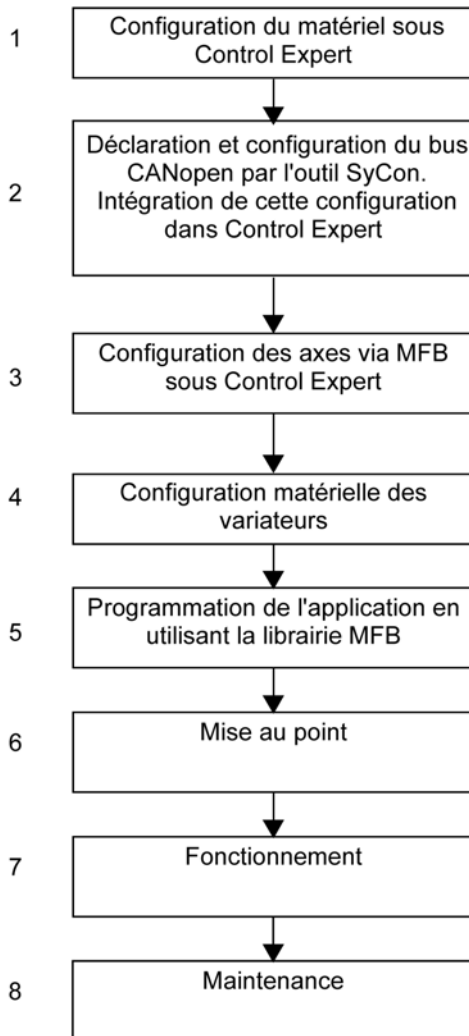 1
Configuration du matériel sous
Control Expert
2
Déclaration et configuration du bus
CANopen par l'outil SyCon.
Intégration de cette configuration
dans Control Expert
3
Configuration des axes via MFB
sous Control Expert
4
Configuration matérielle des
variateurs
5
Programmation de l'application en
utilisant la librairie MFB
6
Mise au point
7
Fonctionnement
8
Maintenance